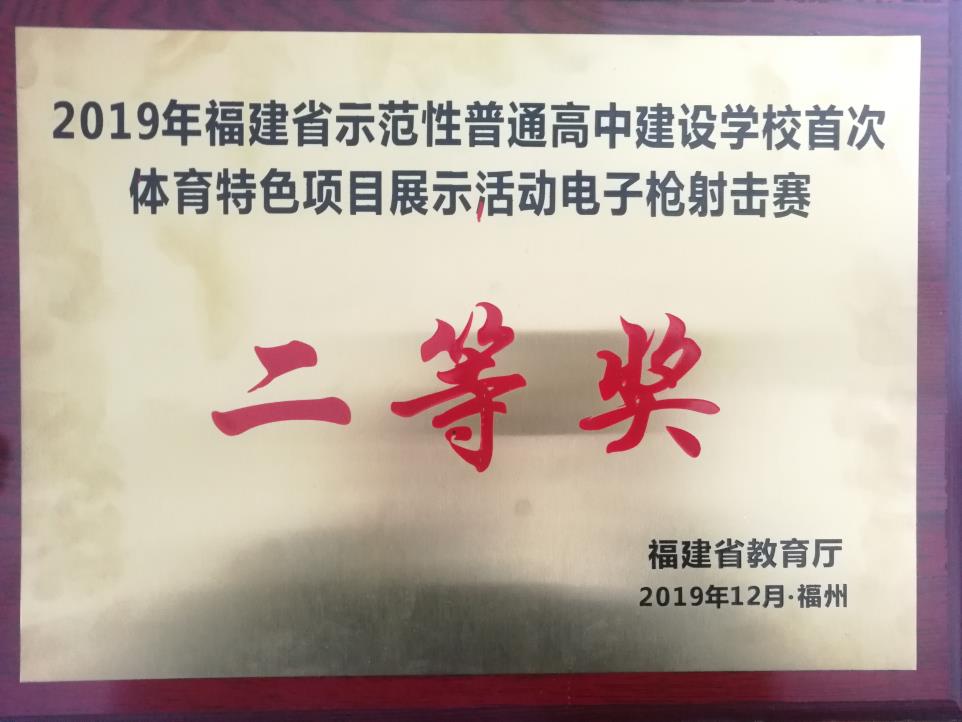 2019年福建省示范性普通高中建设学校首次
体育特色项目展示活动电子枪射击赛
二等奖
福建省教育厅
2019年12月·福州